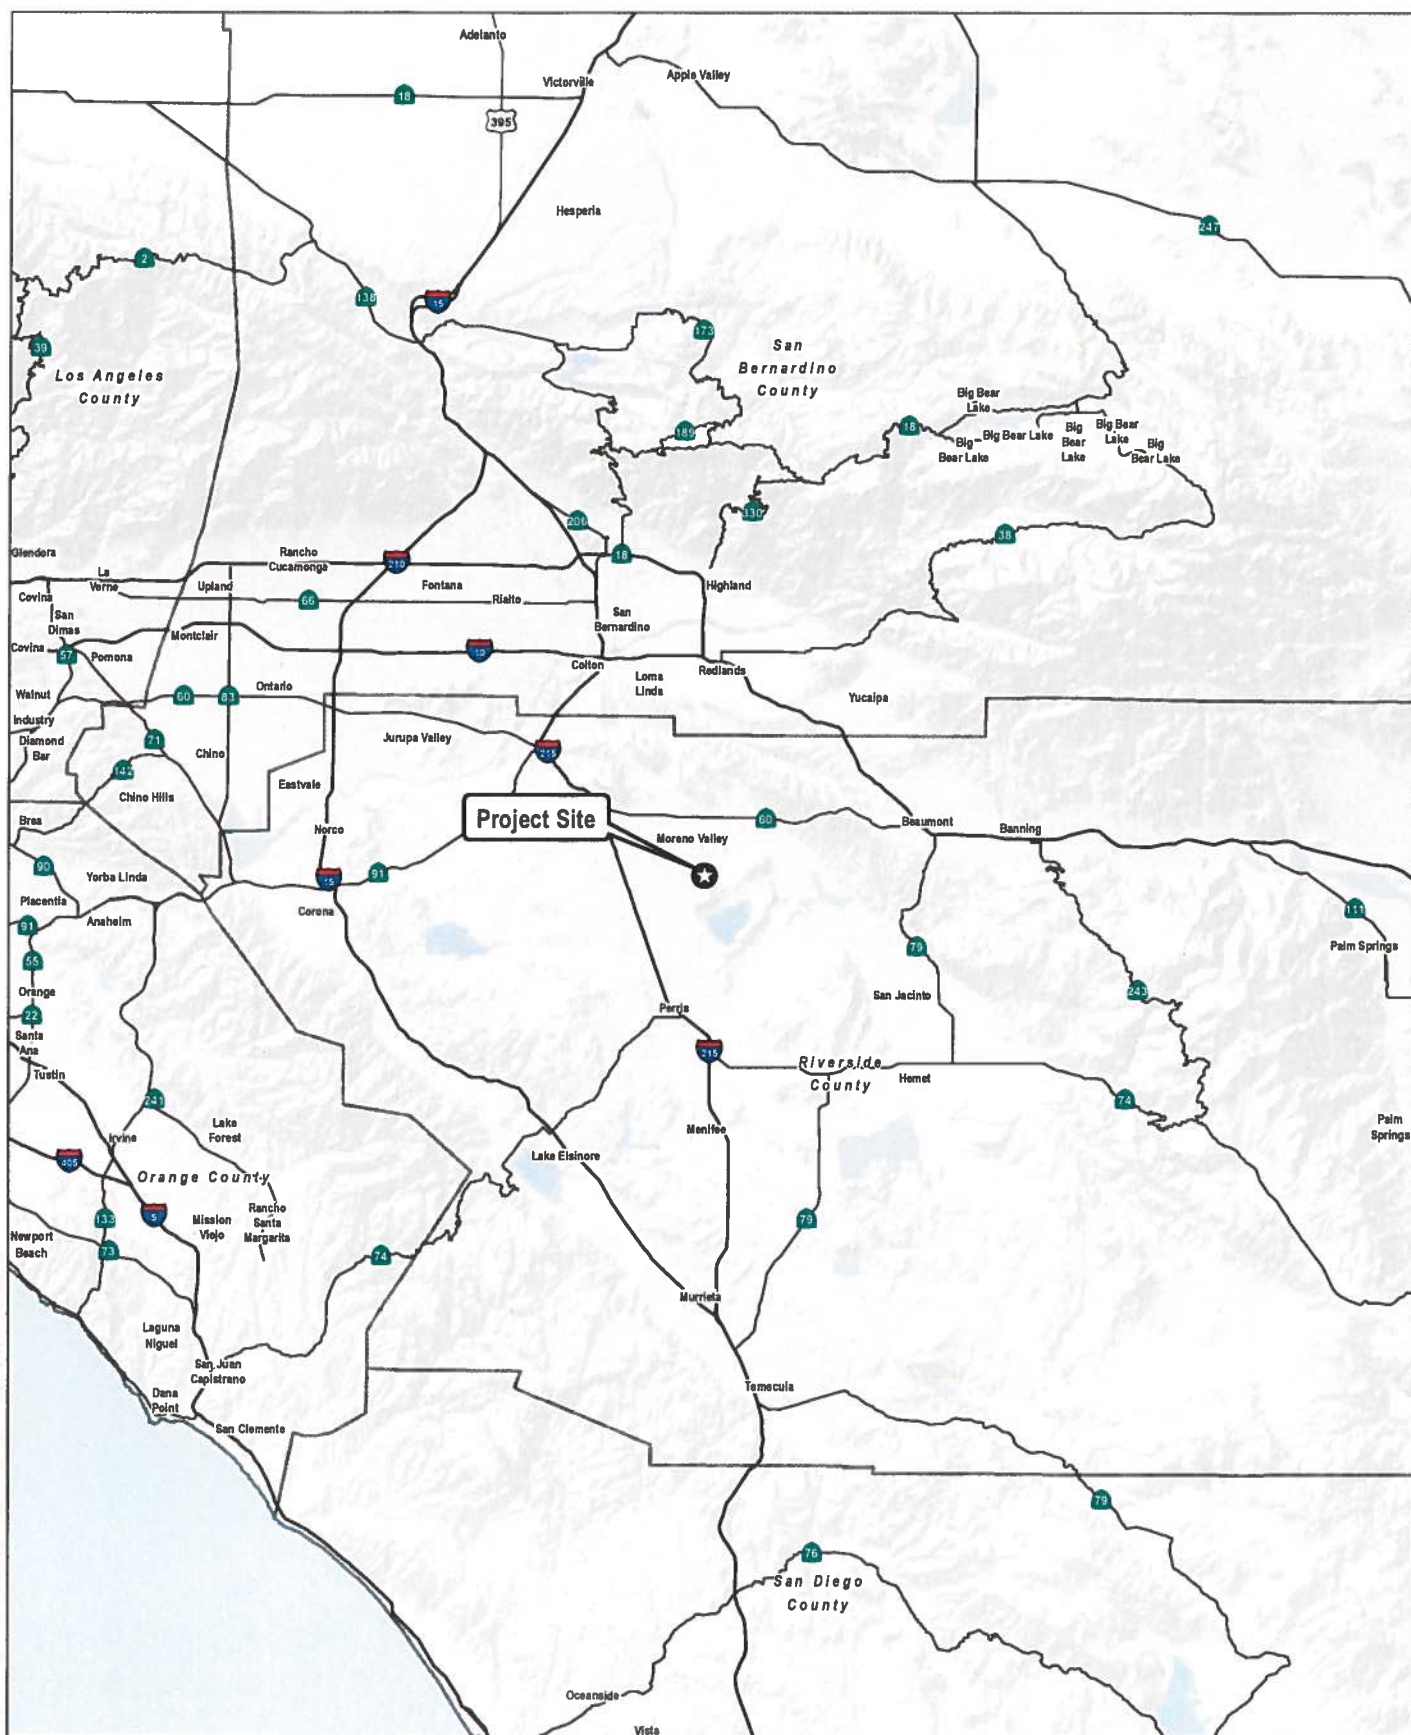 Adelanto
Victorville
Apple Valley
18
395
Hesperia
247
2
138
15
173
39
San
Bernardino
County
Los Angeles
County
Big Bear
Lake
189
18
Big
Bear Lake
Big Bear Lake
Big
Bear
Lake
Big Bear
Lake
Big
Bear Lake
206
330
38
18
Glendora
La
Verne
Rancho
Cucamonga
210
Upland
Fontana
Highland
Covina
66
Rialto
San
Dimas
San
Bernardino
Montclair
Covina
57
Pomona
10
Colton
Redlands
Loma
Linda
Walnut
60
83
Ontario
Yucaipa
Industry
Diamond
Bar
71
Chino
Jurupa Valley
215
142
Chino Hills
Eastvale
Brea
Norco
Project Site
Moreno Valley
60
Beaumont
Banning
90
Yorba Linda
15
91
Placentia
Anaheim
Corona
111
91
Palm Springs
55
79
Orange
San Jacinto
243
22
Perris
Santa
Ana
215
Tustin
Riverside
County
Hemet
241
74
Lake
Forest
Irvine
Menifee
Palm
Springs
405
Lake Elsinore
Orange County
133
5
Mission
Viejo
Rancho
Santa
Margarita
79
Newport
Beach
73
74
Murrieta
Laguna
Niguel
San Juan
Capistrano
Dana
Point
Temecula
San Clemente
79
76
San Diego
County
Oceanside
Vista